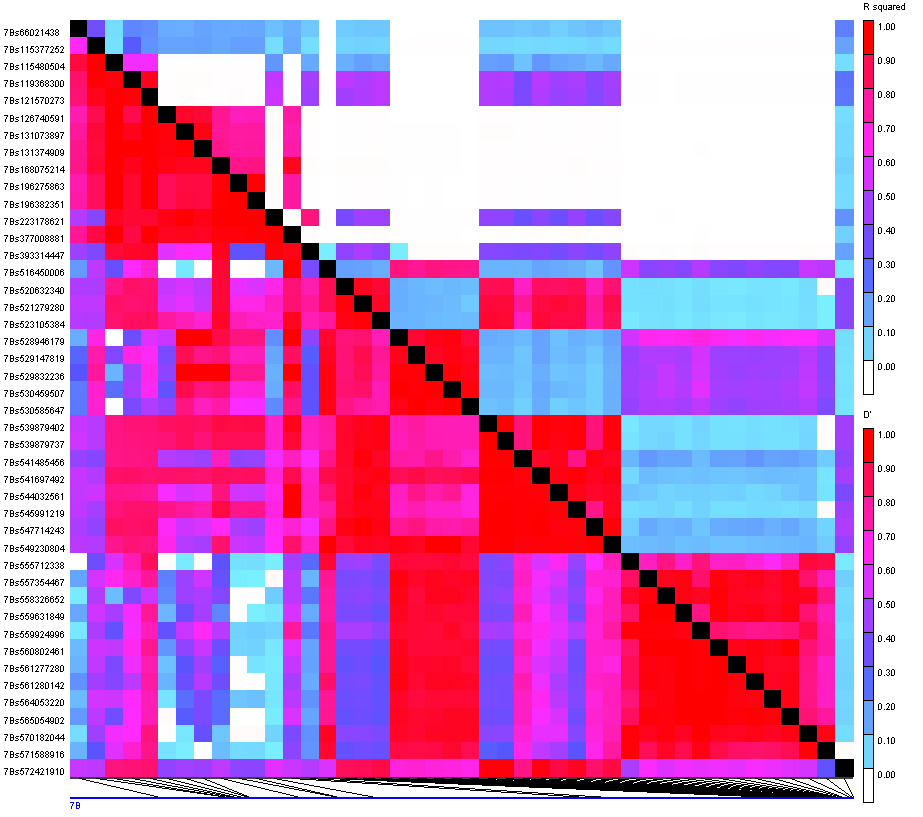 R squared
7Bs66021438
7Bs115377252
7Bs115480504
7Bs119368300
7Bs121570273
7Bs126740591
7Bs131073897
7Bs131374909
7Bs168075214
7Bs196275863
7Bs196382351
7Bs223178621
7Bs377008881
7Bs393314447
7Bs516450006
7Bs520632340
7Bs521279280
7Bs523105384
7Bs528946179
7Bs529147819
7Bs529832236
7Bs530459507
7Bs530585647
7Bs539879402
7Bs539879737
7Bs541485456
7Bs541697492
7Bs544032561
7Bs545991219
7Bs547714243
7Bs549230804
7Bs555712338
7Bs557354467
7Bs558326652
7Bs559631849
7Bs559924996
7Bs560802461
7Bs561277280
7Bs561280142
7Bs564053220
7Bs565054902
7Bs570182044
7Bs571588916
7Bs572421910
1.00
0.90
0.80
0.70
0.60
0.50
0.40
0.30
0.20
0.10
0.00
D'
1.00
0.90
0.80
0.70
0.60
0.50
0.40
0.30
0.20
0.10
0.00
7B